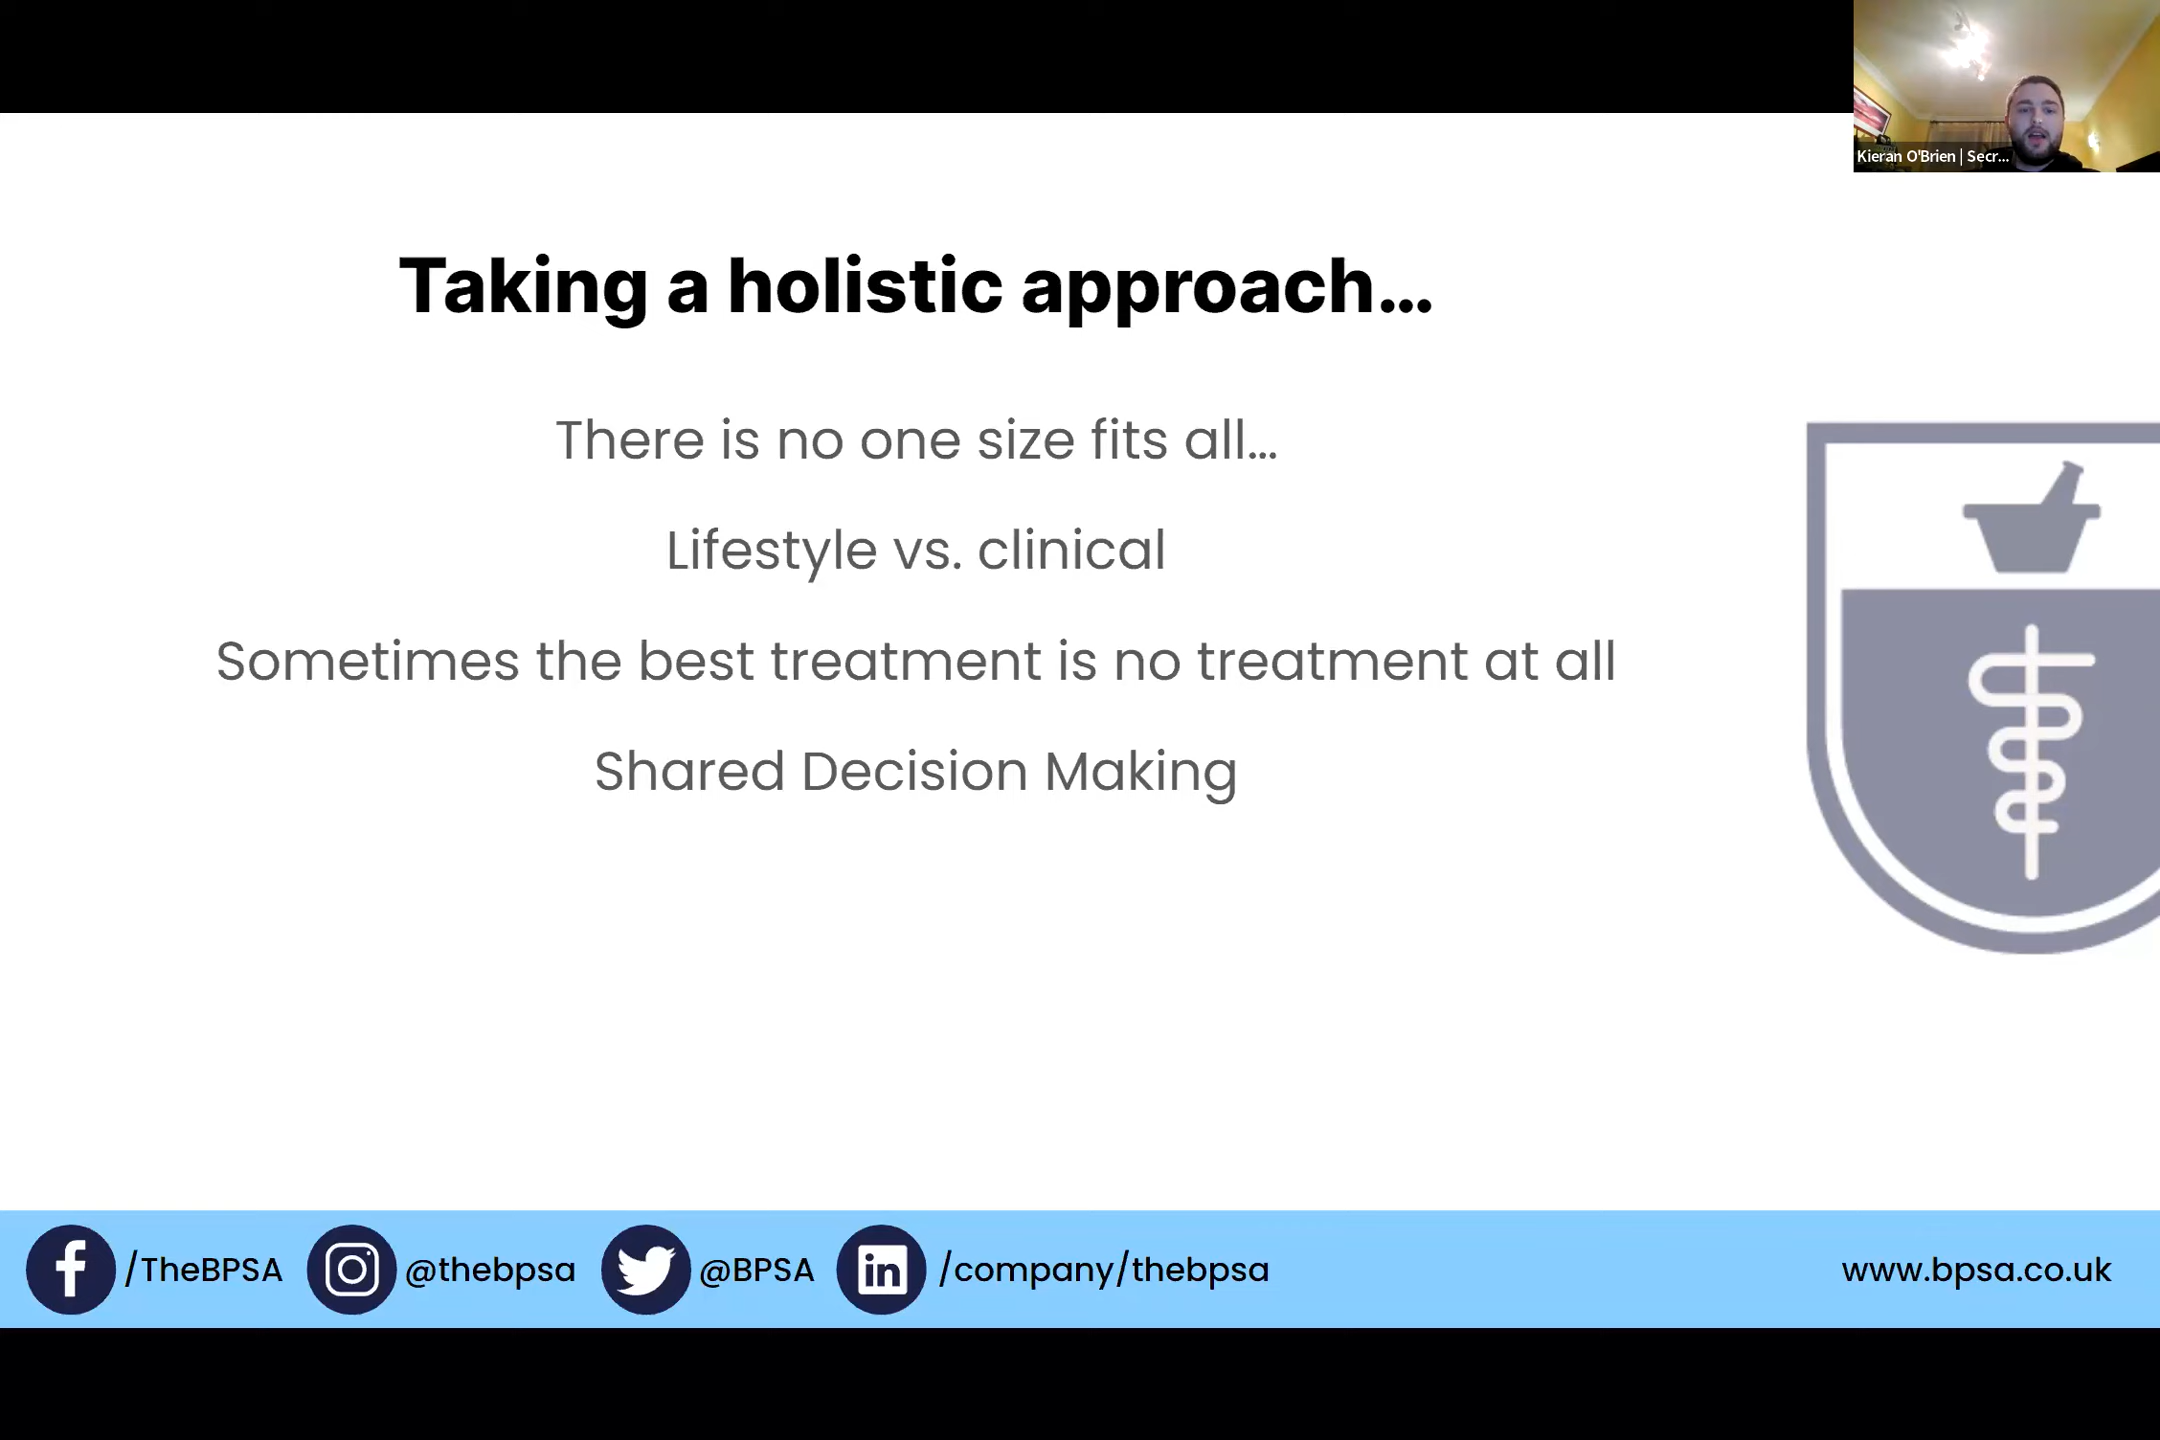 Kieran O'Brien | Secr...
Taking a holistic approach…
There is no one size fits all…
Lifestyle vs. clinical
Sometimes the best treatment is no treatment at all
Shared Decision Making
/TheBPSA @thebpsa @BPSA /company/thebpsa www.bpsa.co.uk